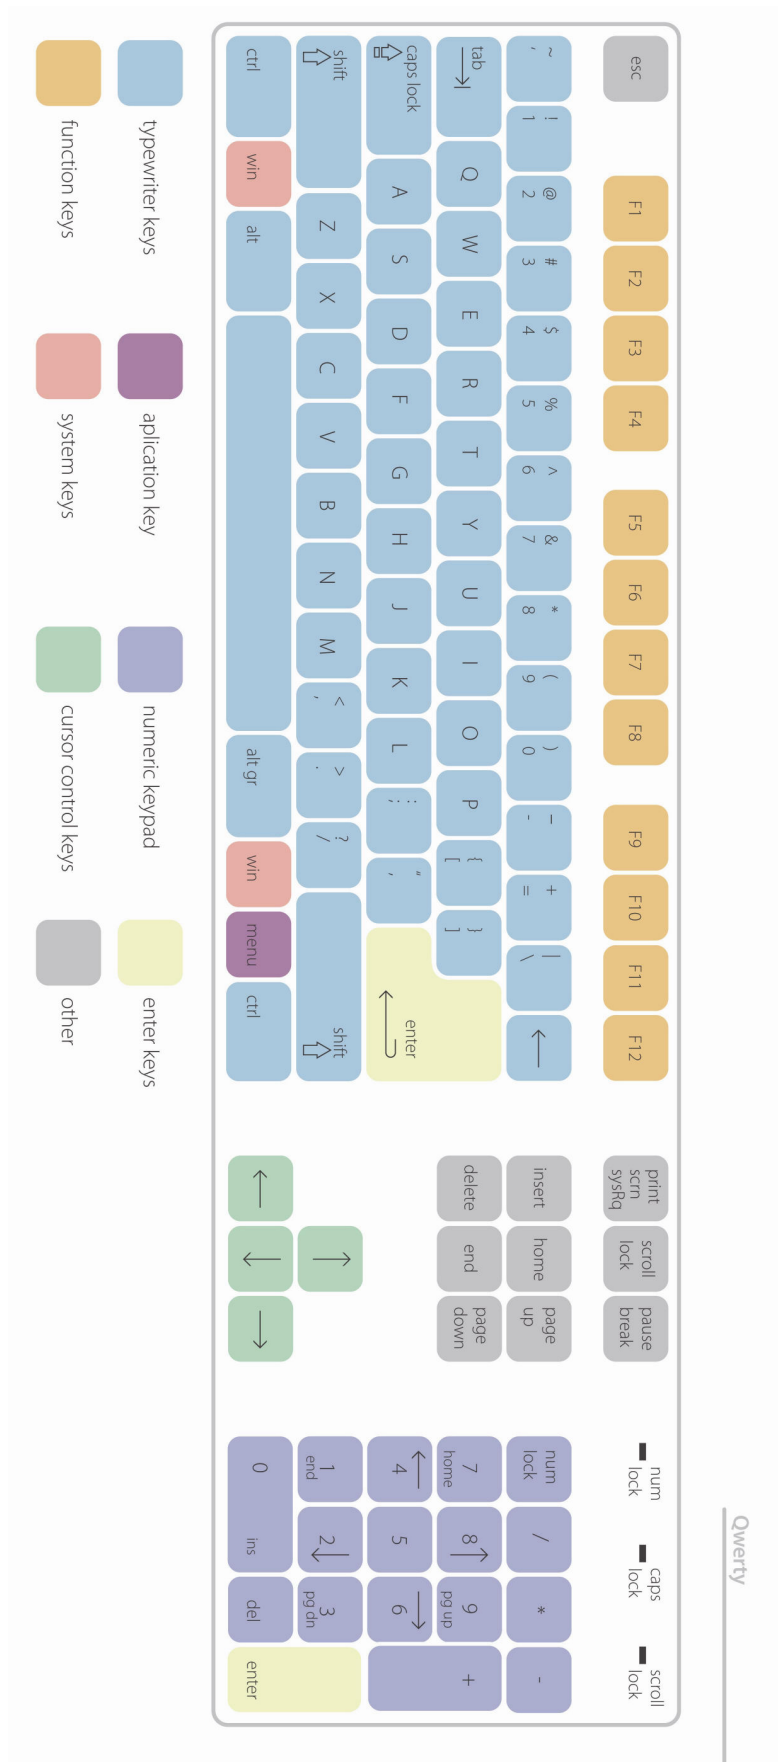 Qwerty
esc F1 F2 F3 F4 F5 F6 F7 F8 F9 F10 F11 F12 print scrn sysRq scroll lock pause break num lock caps lock scroll lock
~ ! @ # $ % ^ & * ( ) _ + |
, 1 2 3 4 5 6 7 8 9 0 - = \ ← insert home page up num lock / * -
tab Q W E R T Y U I O P { [ } ] delete end page down 7 home 8 ↑ 9 pg up +
caps lock A S D F G H J K L : ; " , enter 4 ← 5 6 →
shift Z X C V B N M < , > . ? / shift ↑ 1 end 2 ↓ 3 pg dn
ctrl win alt alt gr win menu ctrl ← ↓ → 0 ins del enter
typewriter keys aplication key numeric keypad enter keys
function keys system keys cursor control keys other